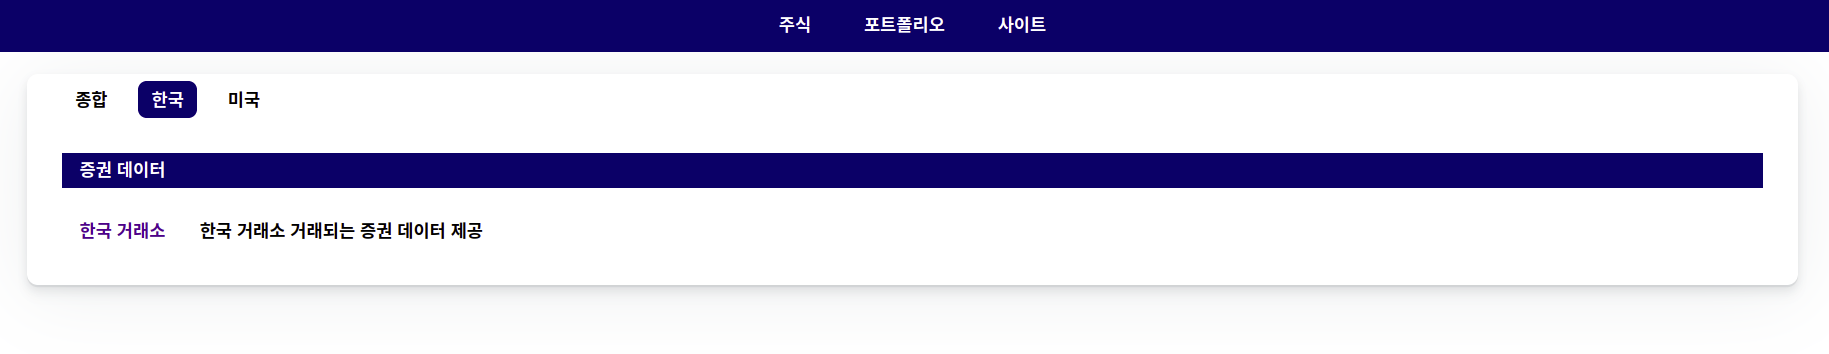 주식 포트폴리오 사이트
종합 한국 미국
증권 데이터
한국 거래소 한국 거래소 거래되는 증권 데이터 제공